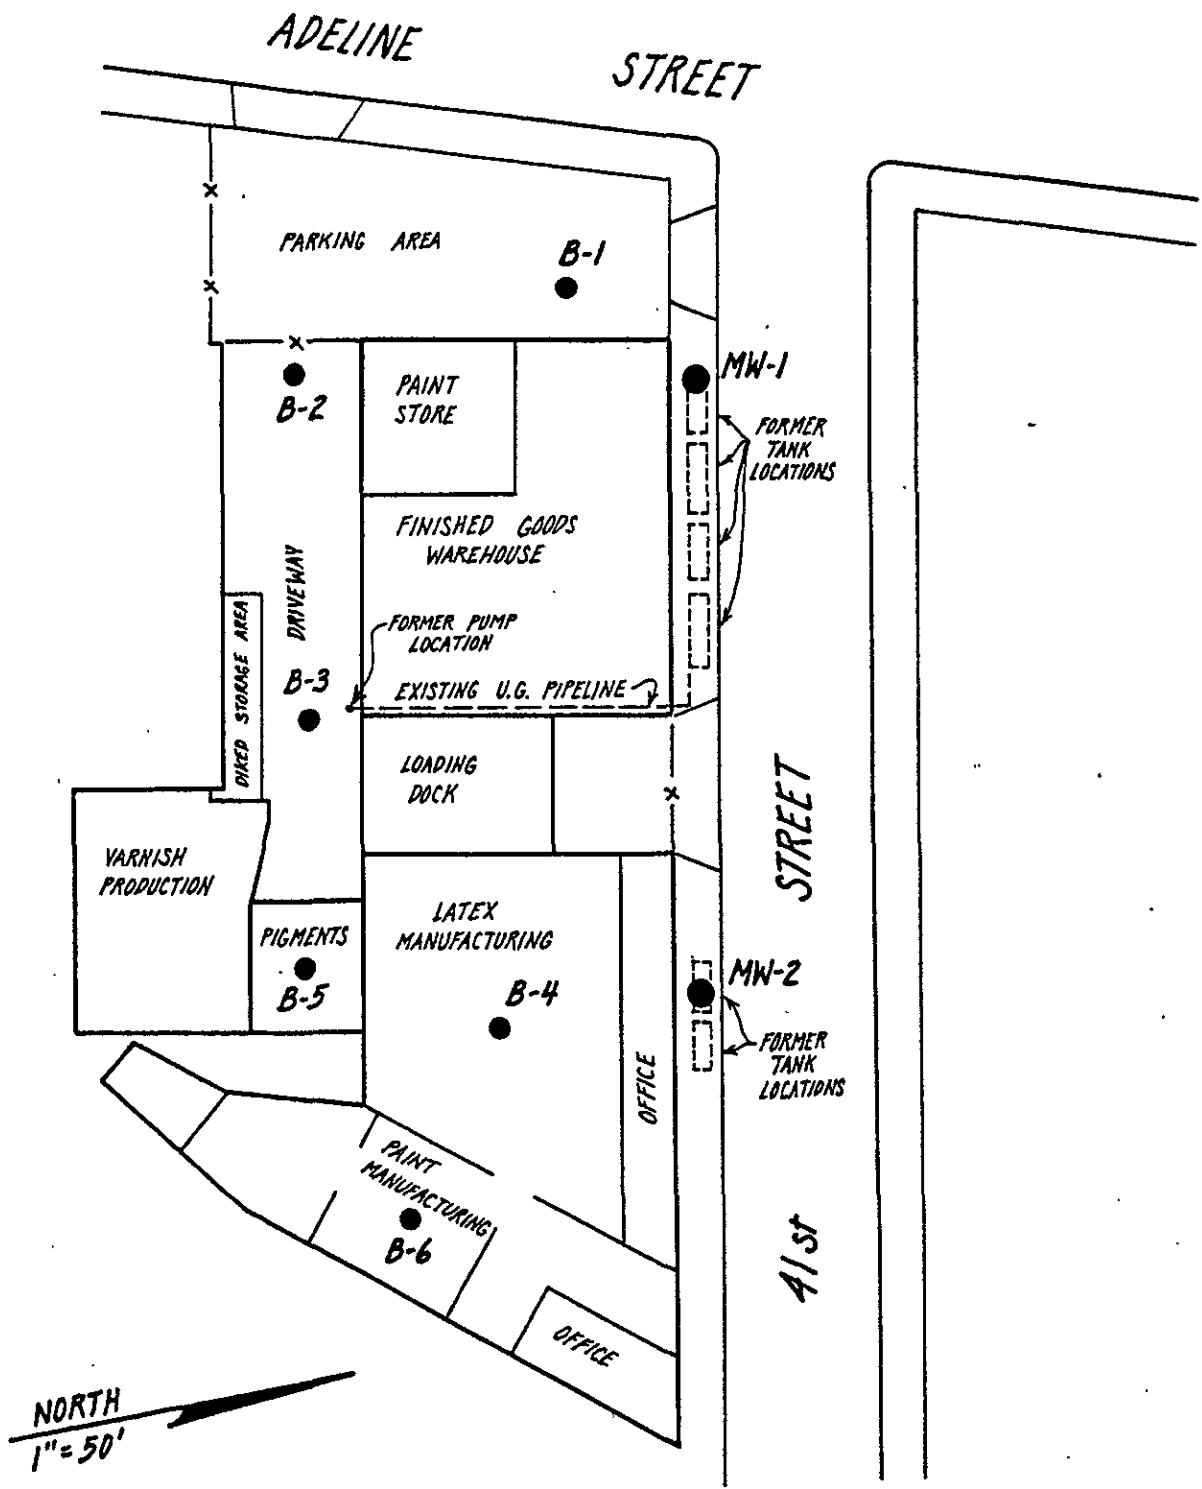 ADELINE STREET
PARKING AREA
B-1
MW-1
B-2
PAINT
STORE
FORMER
TANK
LOCATIONS
FINISHED GOODS
WAREHOUSE
DRIVEWAY
DIKED STORAGE AREA
FORMER PUMP
LOCATION
B-3
EXISTING U.G. PIPELINE
LOADING
DOCK
41st STREET
VARNISH
PRODUCTION
LATEX
MANUFACTURING
PIGMENTS
B-5
B-4
MW-2
FORMER
TANK
LOCATIONS
OFFICE
PAINT
MANUFACTURING
B-6
OFFICE
NORTH
1"=50'